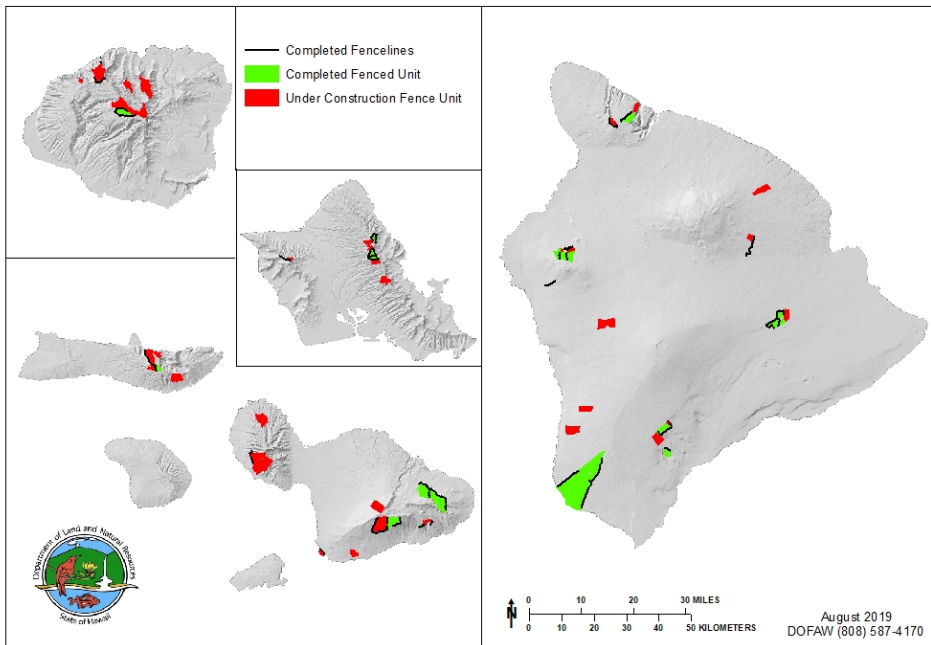 Completed Fencelines
Completed Fenced Unit
Under Construction Fence Unit
Department of Land and Natural Resources
State of Hawaii
N
0 10 20 30 MILES
0 10 20 30 40 50 KILOMETERS
August 2019
DOFAW (808) 587-4170